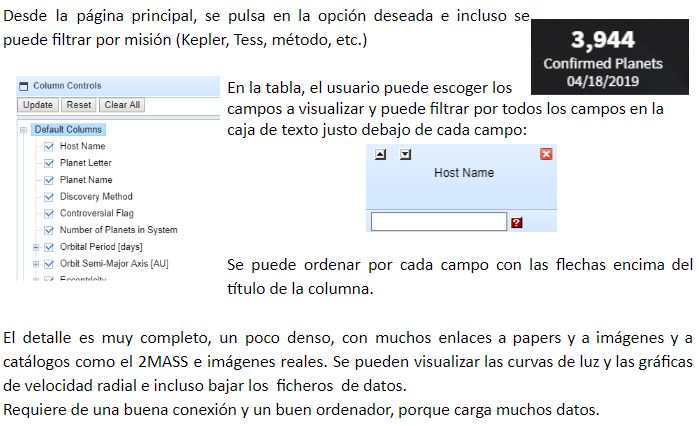 Desde la página principal, se pulsa en la opción deseada e incluso se
puede filtrar por misión (Kepler, Tess, método, etc.)
3,944
Confirmed Planets
04/18/2019
Column Controls
Update Reset Clear All
Default Columns
Host Name
Planet Letter
Planet Name
Discovery Method
Controversial Flag
Number of Planets in System
Orbital Period [days]
Orbit Semi-Major Axis [AU]
Eccentricity
En la tabla, el usuario puede escoger los
campos a visualizar y puede filtrar por todos los campos en la
caja de texto justo debajo de cada campo:
Host Name
?
Se puede ordenar por cada campo con las flechas encima del
título de la columna.
El detalle es muy completo, un poco denso, con muchos enlaces a papers y a imágenes y a
catálogos como el 2MASS e imágenes reales. Se pueden visualizar las curvas de luz y las gráficas
de velocidad radial e incluso bajar los ficheros de datos.
Requiere de una buena conexión y un buen ordenador, porque carga muchos datos.